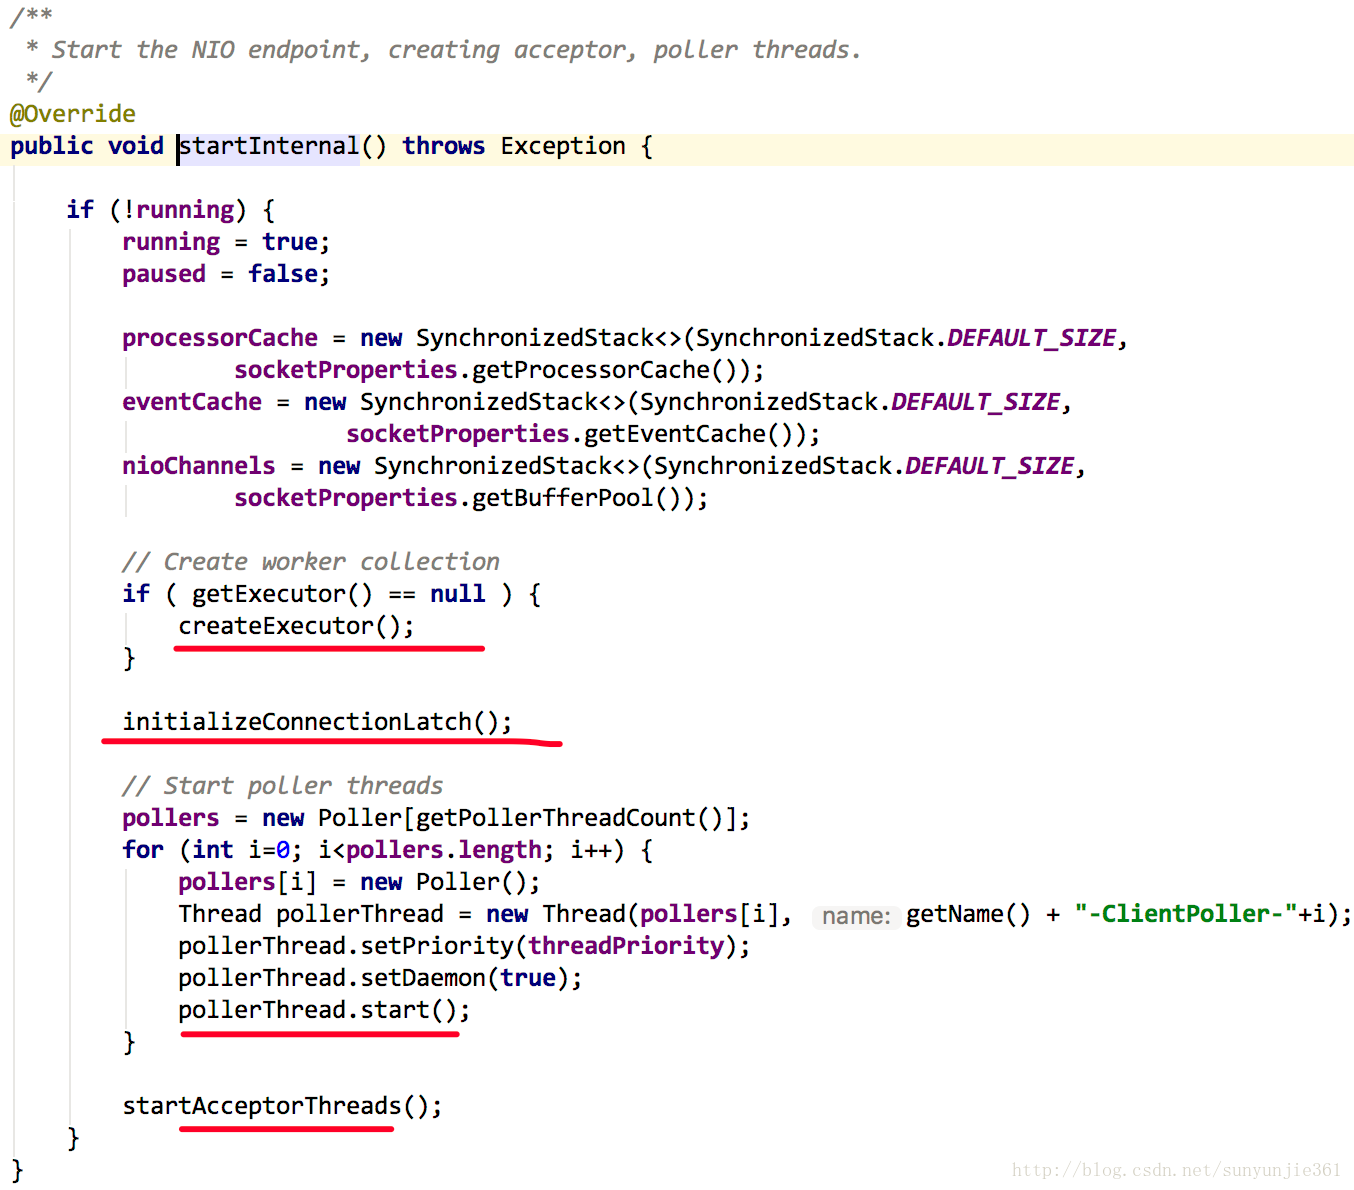 /**
 * Start the NIO endpoint, creating acceptor, poller threads.
 */
@Override
public void startInternal() throws Exception {
    if (!running) {
        running = true;
        paused = false;
        processorCache = new SynchronizedStack<>(SynchronizedStack.DEFAULT_SIZE,
                socketProperties.getProcessorCache());
        eventCache = new SynchronizedStack<>(SynchronizedStack.DEFAULT_SIZE,
                        socketProperties.getEventCache());
        nioChannels = new SynchronizedStack<>(SynchronizedStack.DEFAULT_SIZE,
                socketProperties.getBufferPool());
        // Create worker collection
        if ( getExecutor() == null ) {
            createExecutor();
        }
        initializeConnectionLatch();
        // Start poller threads
        pollers = new Poller[getPollerThreadCount()];
        for (int i=0; i<pollers.length; i++) {
            pollers[i] = new Poller();
            Thread pollerThread = new Thread(pollers[i], name: getName() + "-ClientPoller-"+i);
            pollerThread.setPriority(threadPriority);
            pollerThread.setDaemon(true);
            pollerThread.start();
        }
        startAcceptorThreads();
    }
}
http://blog.csdn.net/sunyunjie361